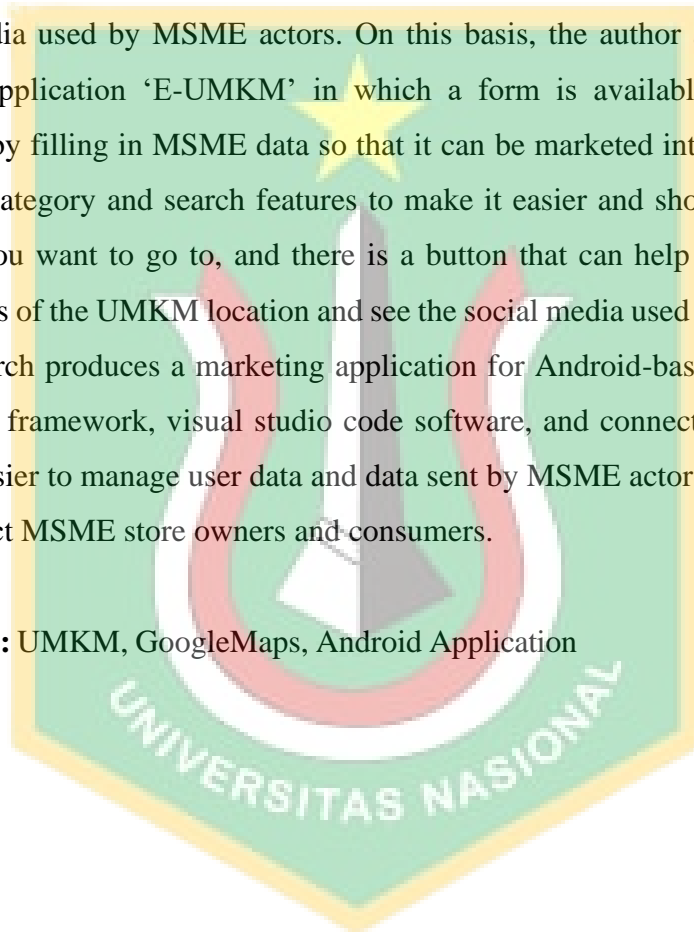 dia used by MSME actors. On this basis, the author
pplication ‘E-UMKM’ in which a form is availabl
by filling in MSME data so that it can be marketed int
ategory and search features to make it easier and sho
ou want to go to, and there is a button that can help
s of the UMKM location and see the social media used
rch produces a marketing application for Android-bas
framework, visual studio code software, and connect
sier to manage user data and data sent by MSME actor
ct MSME store owners and consumers.
: UMKM, GoogleMaps, Android Application
UNIVERSITAS NASIONAL